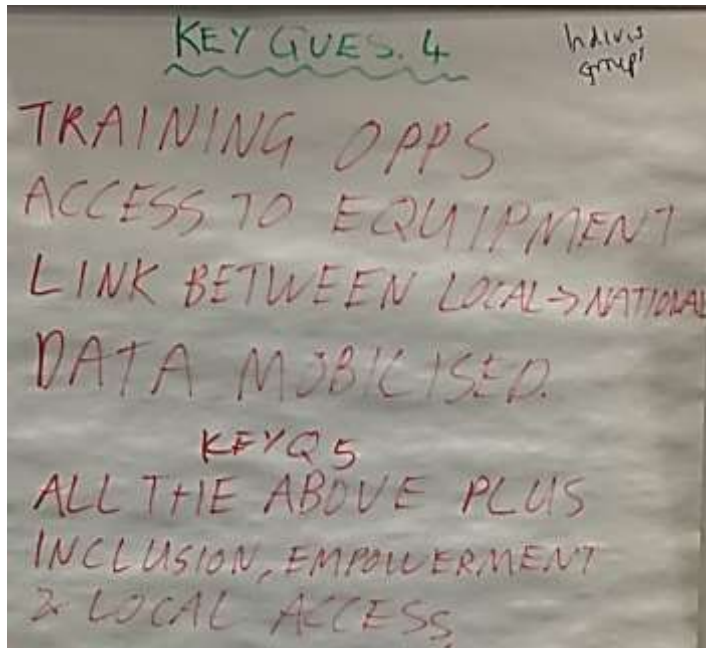 KEY QUES. 4
group'
TRAINING OPPS
ACCESS TO EQUIPMENT
LINK BETWEEN LOCAL -> NATIONAL
DATA MOBILISED.
KEY Q 5
ALL THE ABOVE PLUS
INCLUSION, EMPOWERMENT
& LOCAL ACCESS.